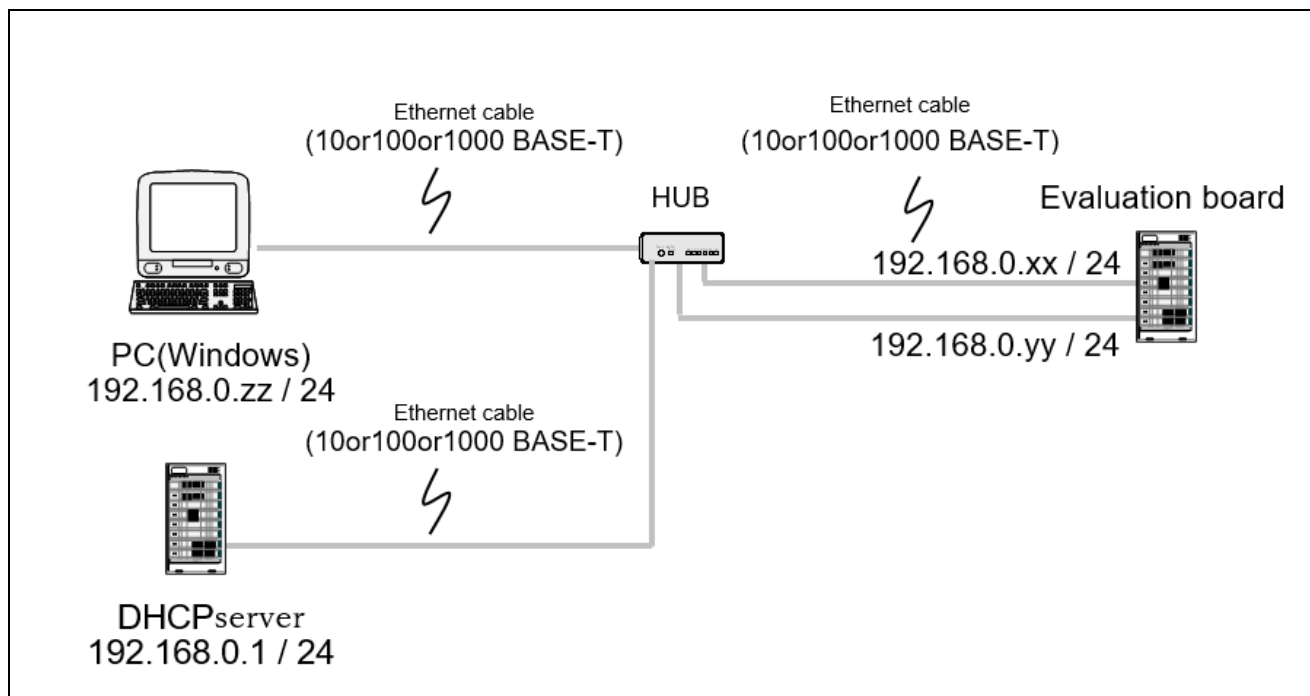 Ethernet cable
(10or100or1000 BASE-T)
Ethernet cable
(10or100or1000 BASE-T)
HUB
Evaluation board
192.168.0.xx / 24
192.168.0.yy / 24
PC(Windows)
192.168.0.zz / 24
Ethernet cable
(10or100or1000 BASE-T)
DHCPserver
192.168.0.1 / 24